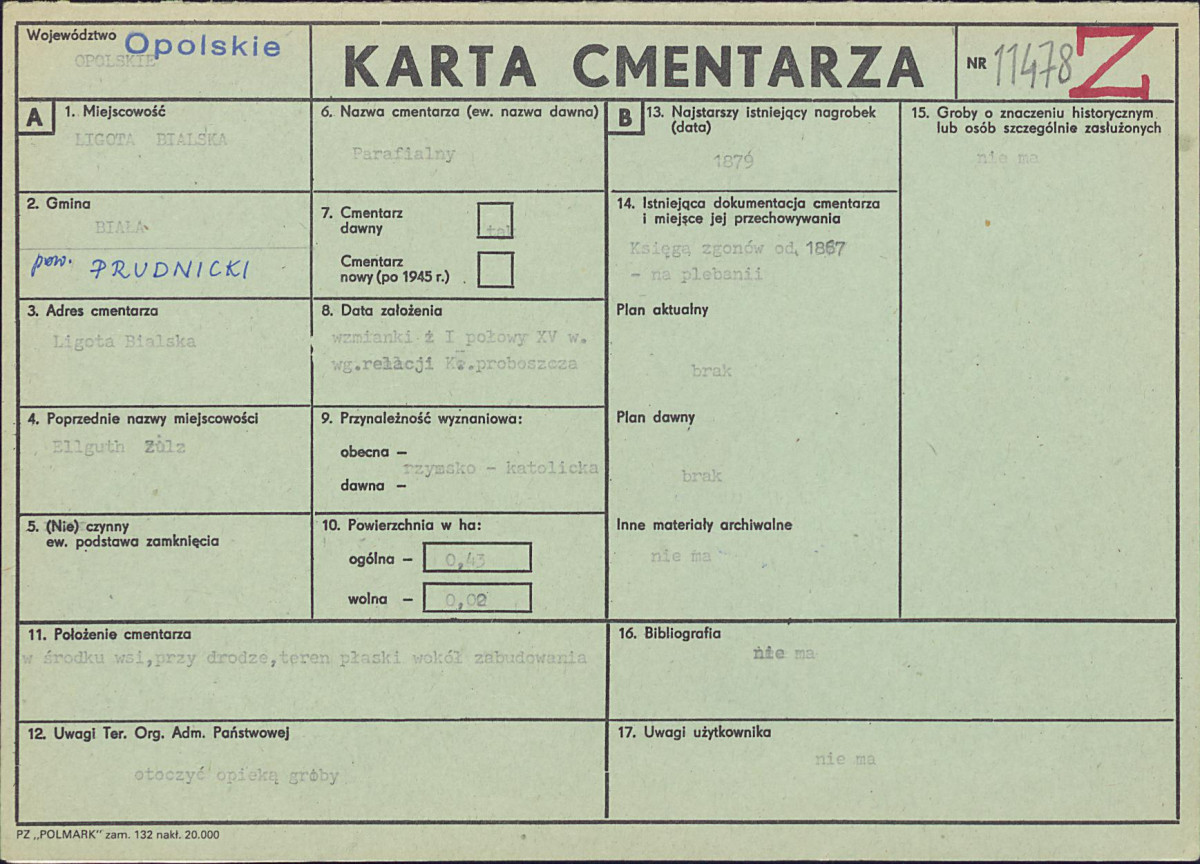 Województwo Opolskie
OPOLSKIE
KARTA CMENTARZA
NR 11478 Z
A
1. Miejscowość
LIGOTA BIALSKA
2. Gmina
BIAŁA
pow. PRUDNICKI
3. Adres cmentarza
Ligota Bialska
4. Poprzednie nazwy miejscowości
Ellguth Zülz
5. (Nie) czynny
ew. podstawa zamknięcia
6. Nazwa cmentarza (ew. nazwa dawna)
Parafialny
7. Cmentarz
dawny
tak
Cmentarz
nowy (po 1945 r.)
8. Data założenia
wzmianki z I połowy XV w.
wg.relacji Ks.proboszcza
9. Przynależność wyznaniowa:
obecna –
rzymsko - katolicka
dawna –
10. Powierzchnia w ha:
ogólna – 0,43
wolna – 0,02
11. Położenie cmentarza
w środku wsi,przy drodze,teren płaski wokół zabudowania
12. Uwagi Ter. Org. Adm. Państwowej
otoczyć opieką groby
B
13. Najstarszy istniejący nagrobek
(data)
1879
14. Istniejąca dokumentacja cmentarza
i miejsce jej przechowywania
Księgą zgonów od, 1867
- na plebanii
Plan aktualny
brak
Plan dawny
brak
Inne materiały archiwalne
nie ma
15. Groby o znaczeniu historycznym
lub osób szczególnie zasłużonych
nie ma
16. Bibliografia
nie ma
17. Uwagi użytkownika
nie ma
PZ „POLMARK” zam. 132 nakł. 20.000